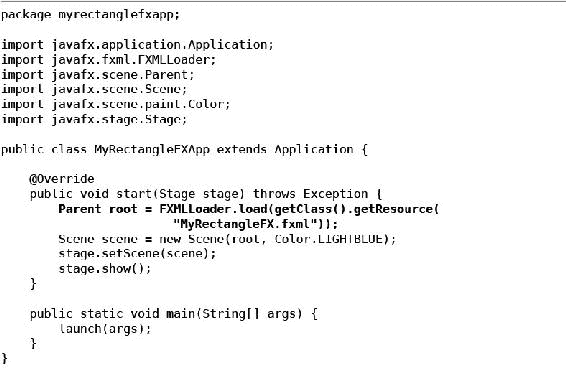 package myrectanglefxapp;

import javafx.application.Application;
import javafx.fxml.FXMLLoader;
import javafx.scene.Parent;
import javafx.scene.Scene;
import javafx.scene.paint.Color;
import javafx.stage.Stage;

public class MyRectangleFXApp extends Application {

    @Override
    public void start(Stage stage) throws Exception {
        Parent root = FXMLLoader.load(getClass().getResource(
                        "MyRectangleFX.fxml"));
        Scene scene = new Scene(root, Color.LIGHTBLUE);
        stage.setScene(scene);
        stage.show();
    }

    public static void main(String[] args) {
        launch(args);
    }
}